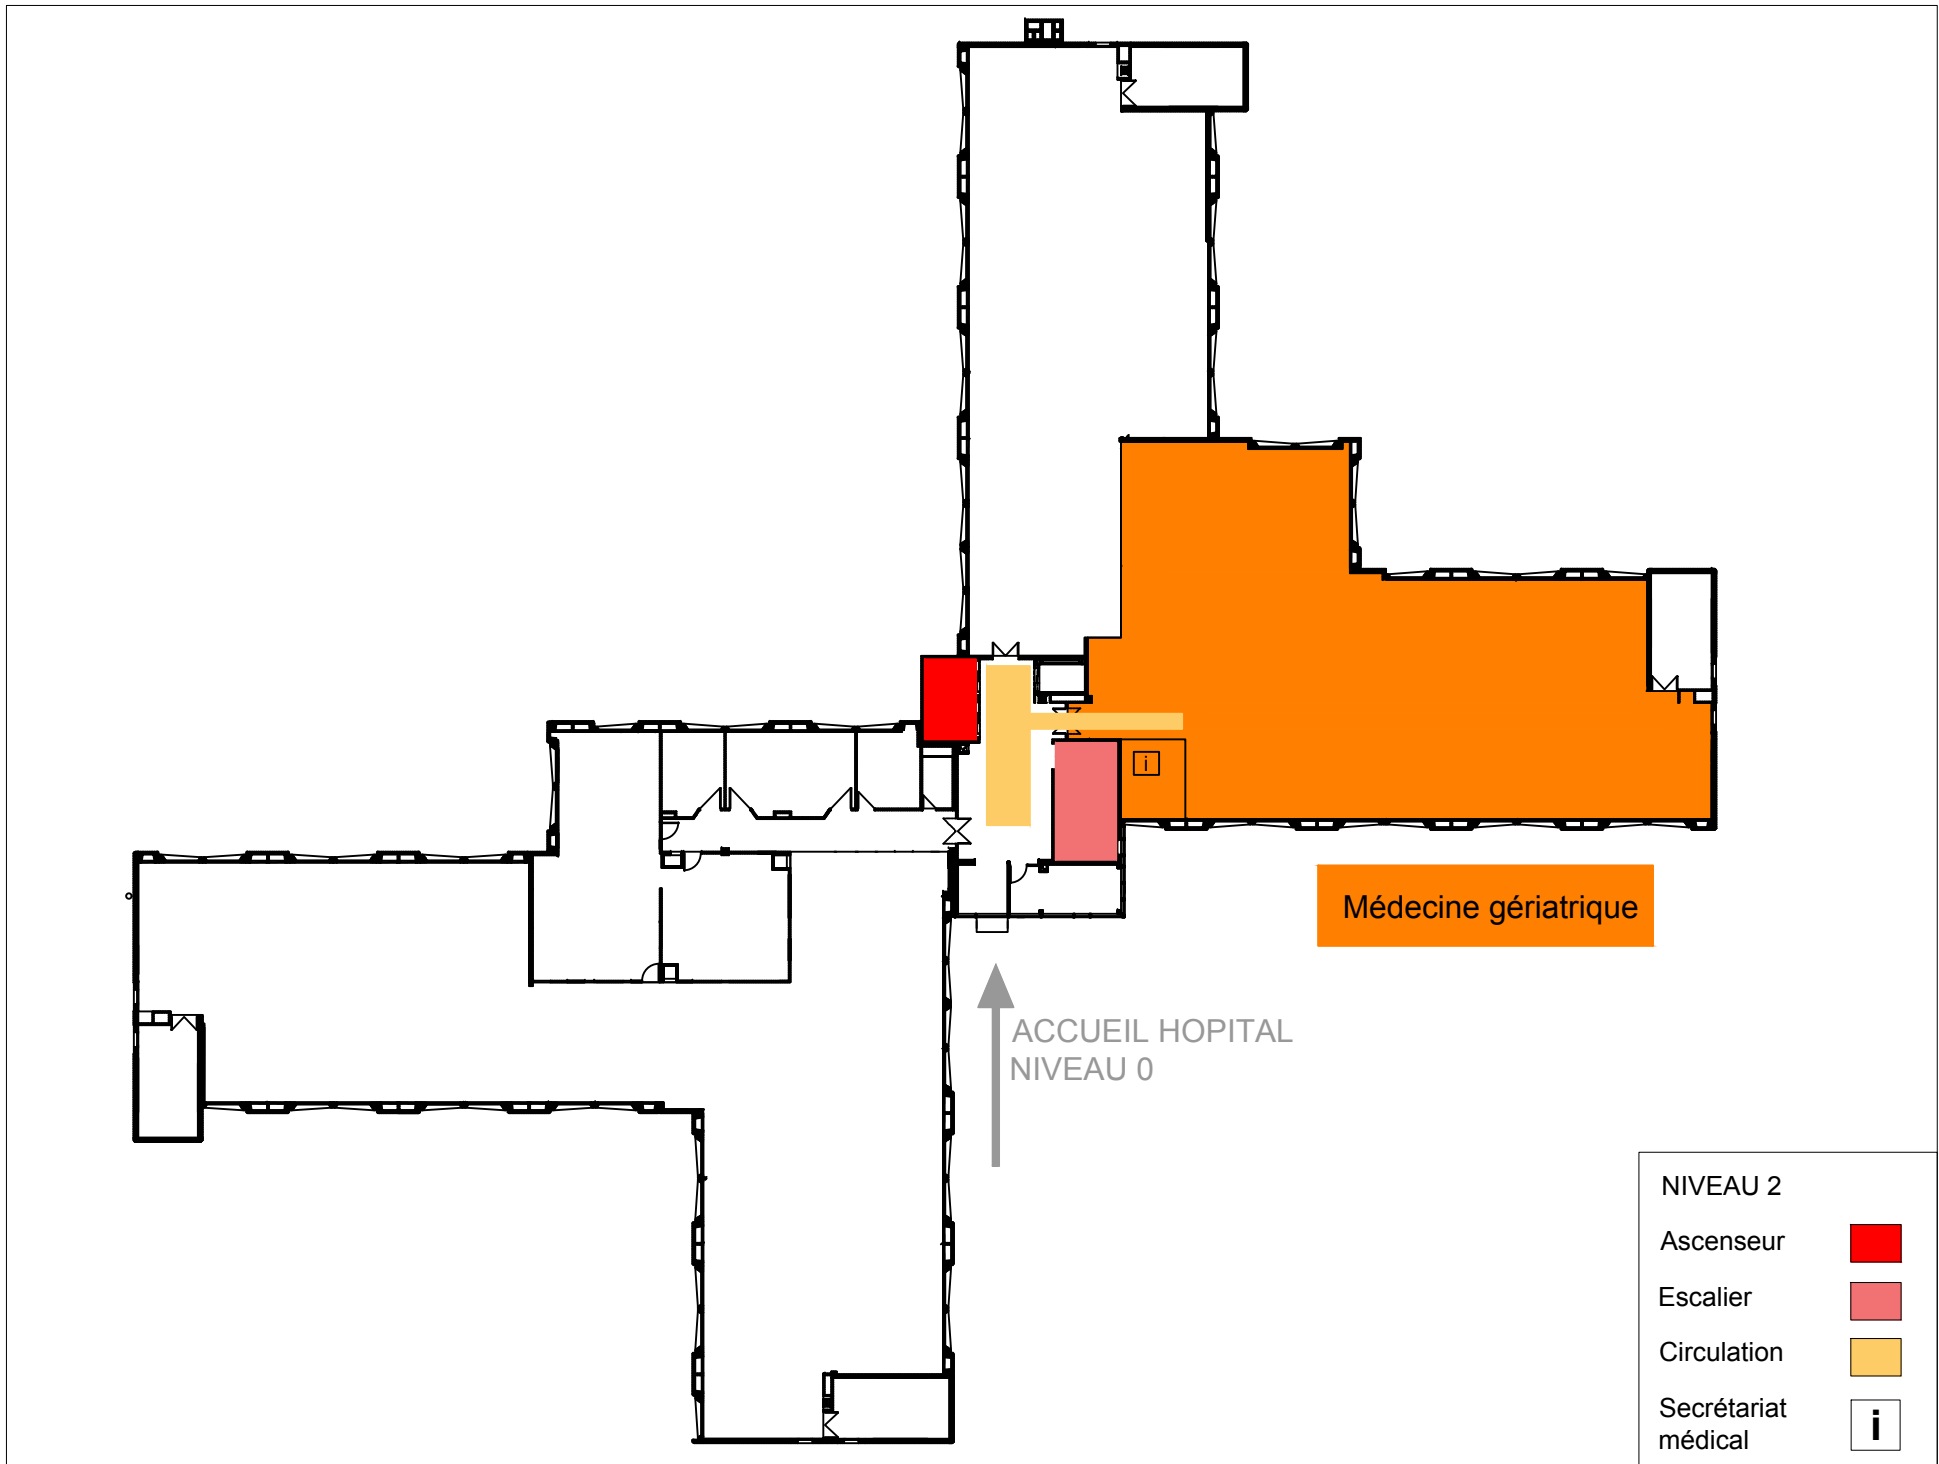 i
Médecine gériatrique
ACCUEIL HOPITAL
NIVEAU 0
NIVEAU 2
Ascenseur
Escalier
Circulation
Secrétariat
médical
i